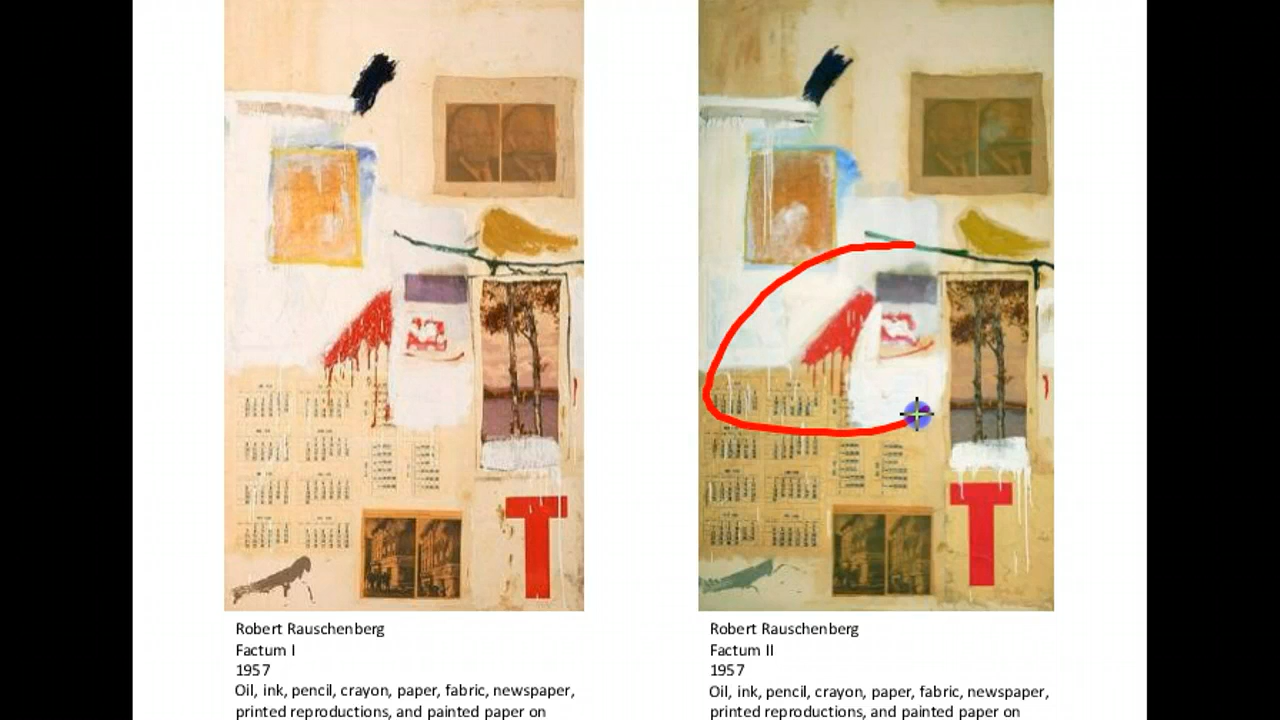 T
T
Robert Rauschenberg
Factum I
1957
Oil, ink, pencil, crayon, paper, fabric, newspaper,
printed reproductions, and painted paper on
Robert Rauschenberg
Factum II
1957
Oil, ink, pencil, crayon, paper, fabric, newspaper,
printed reproductions, and painted paper on